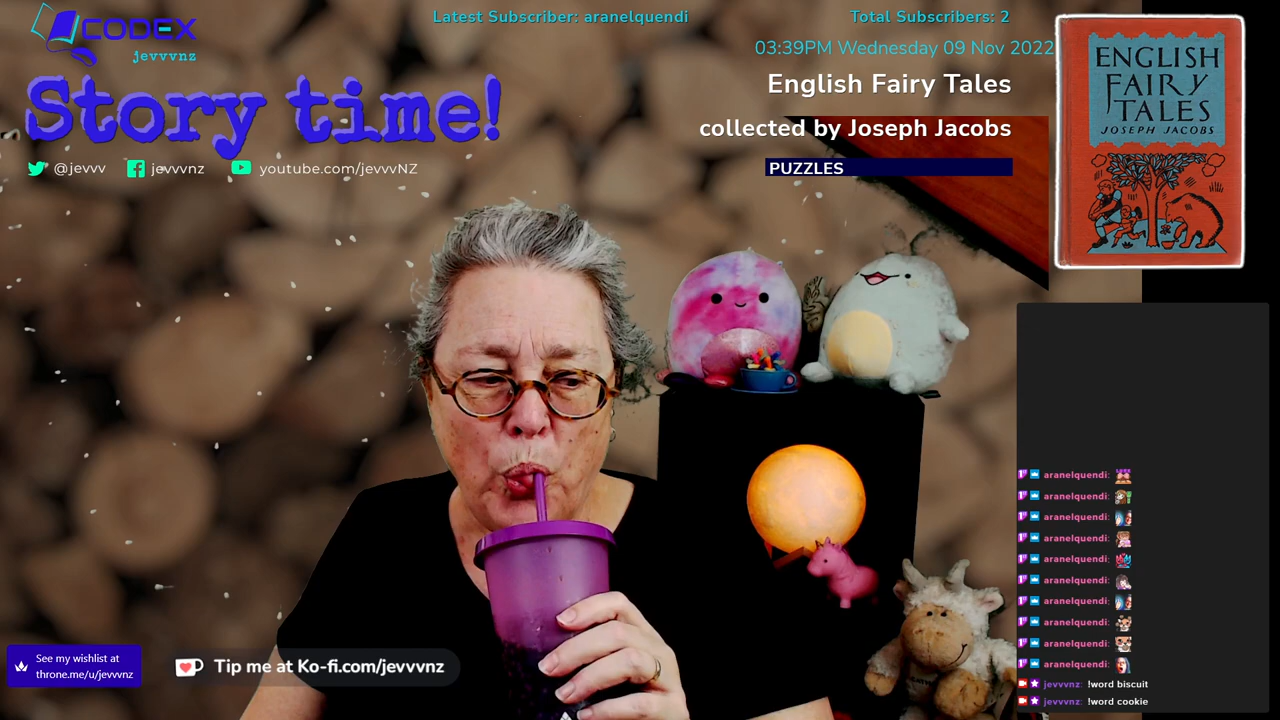 CODEX
jevvvnz
Latest Subscriber: aranelquendi
Total Subscribers: 2
03:39PM Wednesday 09 Nov 2022
Story time!
English Fairy Tales
collected by Joseph Jacobs
PUZZLES
@jevvv
jevvvnz
youtube.com/jevvvNZ
ENGLISH
FAIRY
TALES
JOSEPH JACOBS
aranelquendi:
aranelquendi:
aranelquendi:
aranelquendi:
aranelquendi:
aranelquendi:
aranelquendi:
aranelquendi:
aranelquendi:
aranelquendi:
jevvvnz: !word biscuit
jevvvnz: !word cookie
See my wishlist at
throne.me/u/jevvvnz
Tip me at Ko-fi.com/jevvvnz